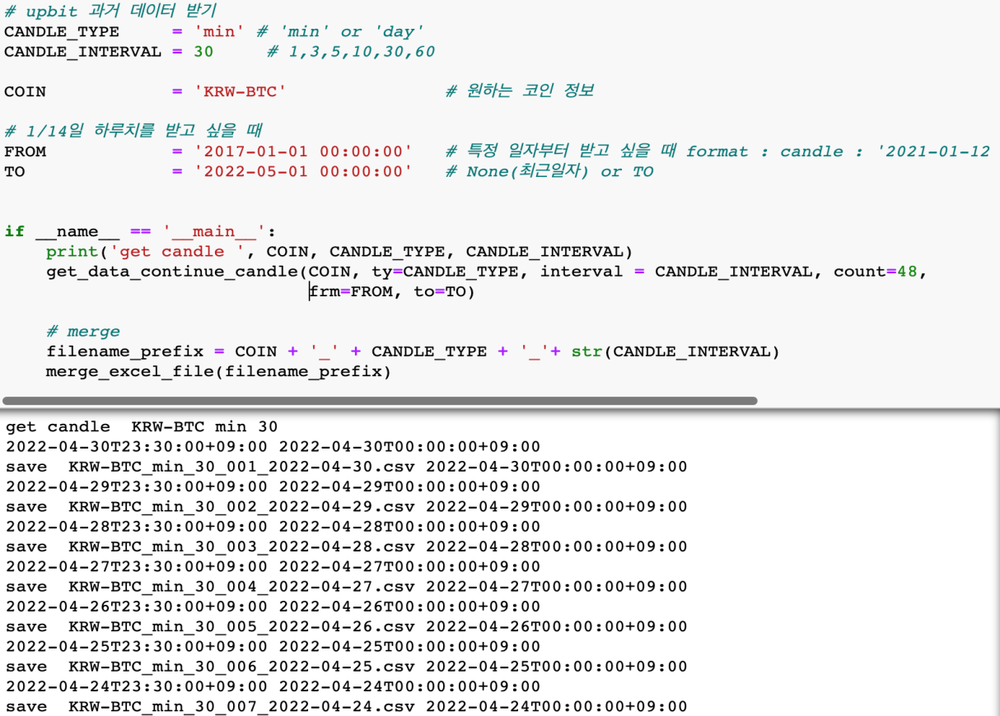 # upbit 과거 데이터 받기
CANDLE_TYPE     = 'min' # 'min' or 'day'
CANDLE_INTERVAL = 30     # 1,3,5,10,30,60
COIN            = 'KRW-BTC'               # 원하는 코인 정보
# 1/14일 하루치를 받고 싶을 때
FROM            = '2017-01-01 00:00:00'   # 특정 일자부터 받고 싶을 때 format : candle : '2021-01-12
TO              = '2022-05-01 00:00:00'   # None(최근일자) or TO
if __name__ == '__main__':
    print('get candle ', COIN, CANDLE_TYPE, CANDLE_INTERVAL)
    get_data_continue_candle(COIN, ty=CANDLE_TYPE, interval = CANDLE_INTERVAL, count=48,
                             frm=FROM, to=TO)
    # merge
    filename_prefix = COIN + '_' + CANDLE_TYPE + '_'+ str(CANDLE_INTERVAL)
    merge_excel_file(filename_prefix)
get candle  KRW-BTC min 30
2022-04-30T23:30:00+09:00 2022-04-30T00:00:00+09:00
save  KRW-BTC_min_30_001_2022-04-30.csv 2022-04-30T00:00:00+09:00
2022-04-29T23:30:00+09:00 2022-04-29T00:00:00+09:00
save  KRW-BTC_min_30_002_2022-04-29.csv 2022-04-29T00:00:00+09:00
2022-04-28T23:30:00+09:00 2022-04-28T00:00:00+09:00
save  KRW-BTC_min_30_003_2022-04-28.csv 2022-04-28T00:00:00+09:00
2022-04-27T23:30:00+09:00 2022-04-27T00:00:00+09:00
save  KRW-BTC_min_30_004_2022-04-27.csv 2022-04-27T00:00:00+09:00
2022-04-26T23:30:00+09:00 2022-04-26T00:00:00+09:00
save  KRW-BTC_min_30_005_2022-04-26.csv 2022-04-26T00:00:00+09:00
2022-04-25T23:30:00+09:00 2022-04-25T00:00:00+09:00
save  KRW-BTC_min_30_006_2022-04-25.csv 2022-04-25T00:00:00+09:00
2022-04-24T23:30:00+09:00 2022-04-24T00:00:00+09:00
save  KRW-BTC_min_30_007_2022-04-24.csv 2022-04-24T00:00:00+09:00